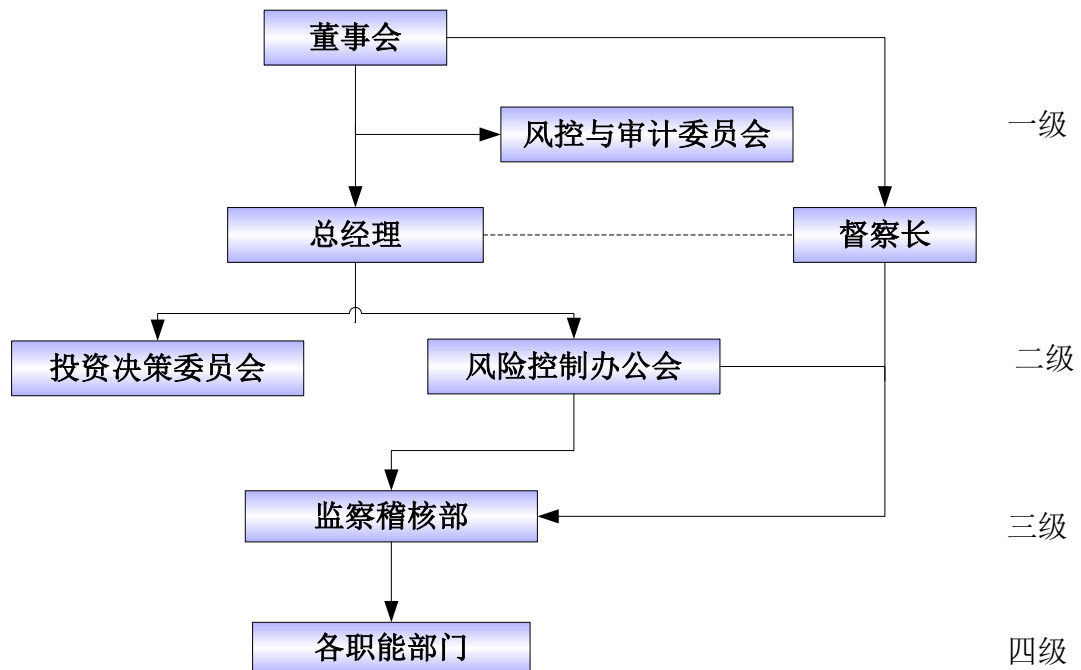 董事会
风控与审计委员会
一级
总经理
督察长
投资决策委员会
风险控制办公会
二级
监察稽核部
三级
各职能部门
四级